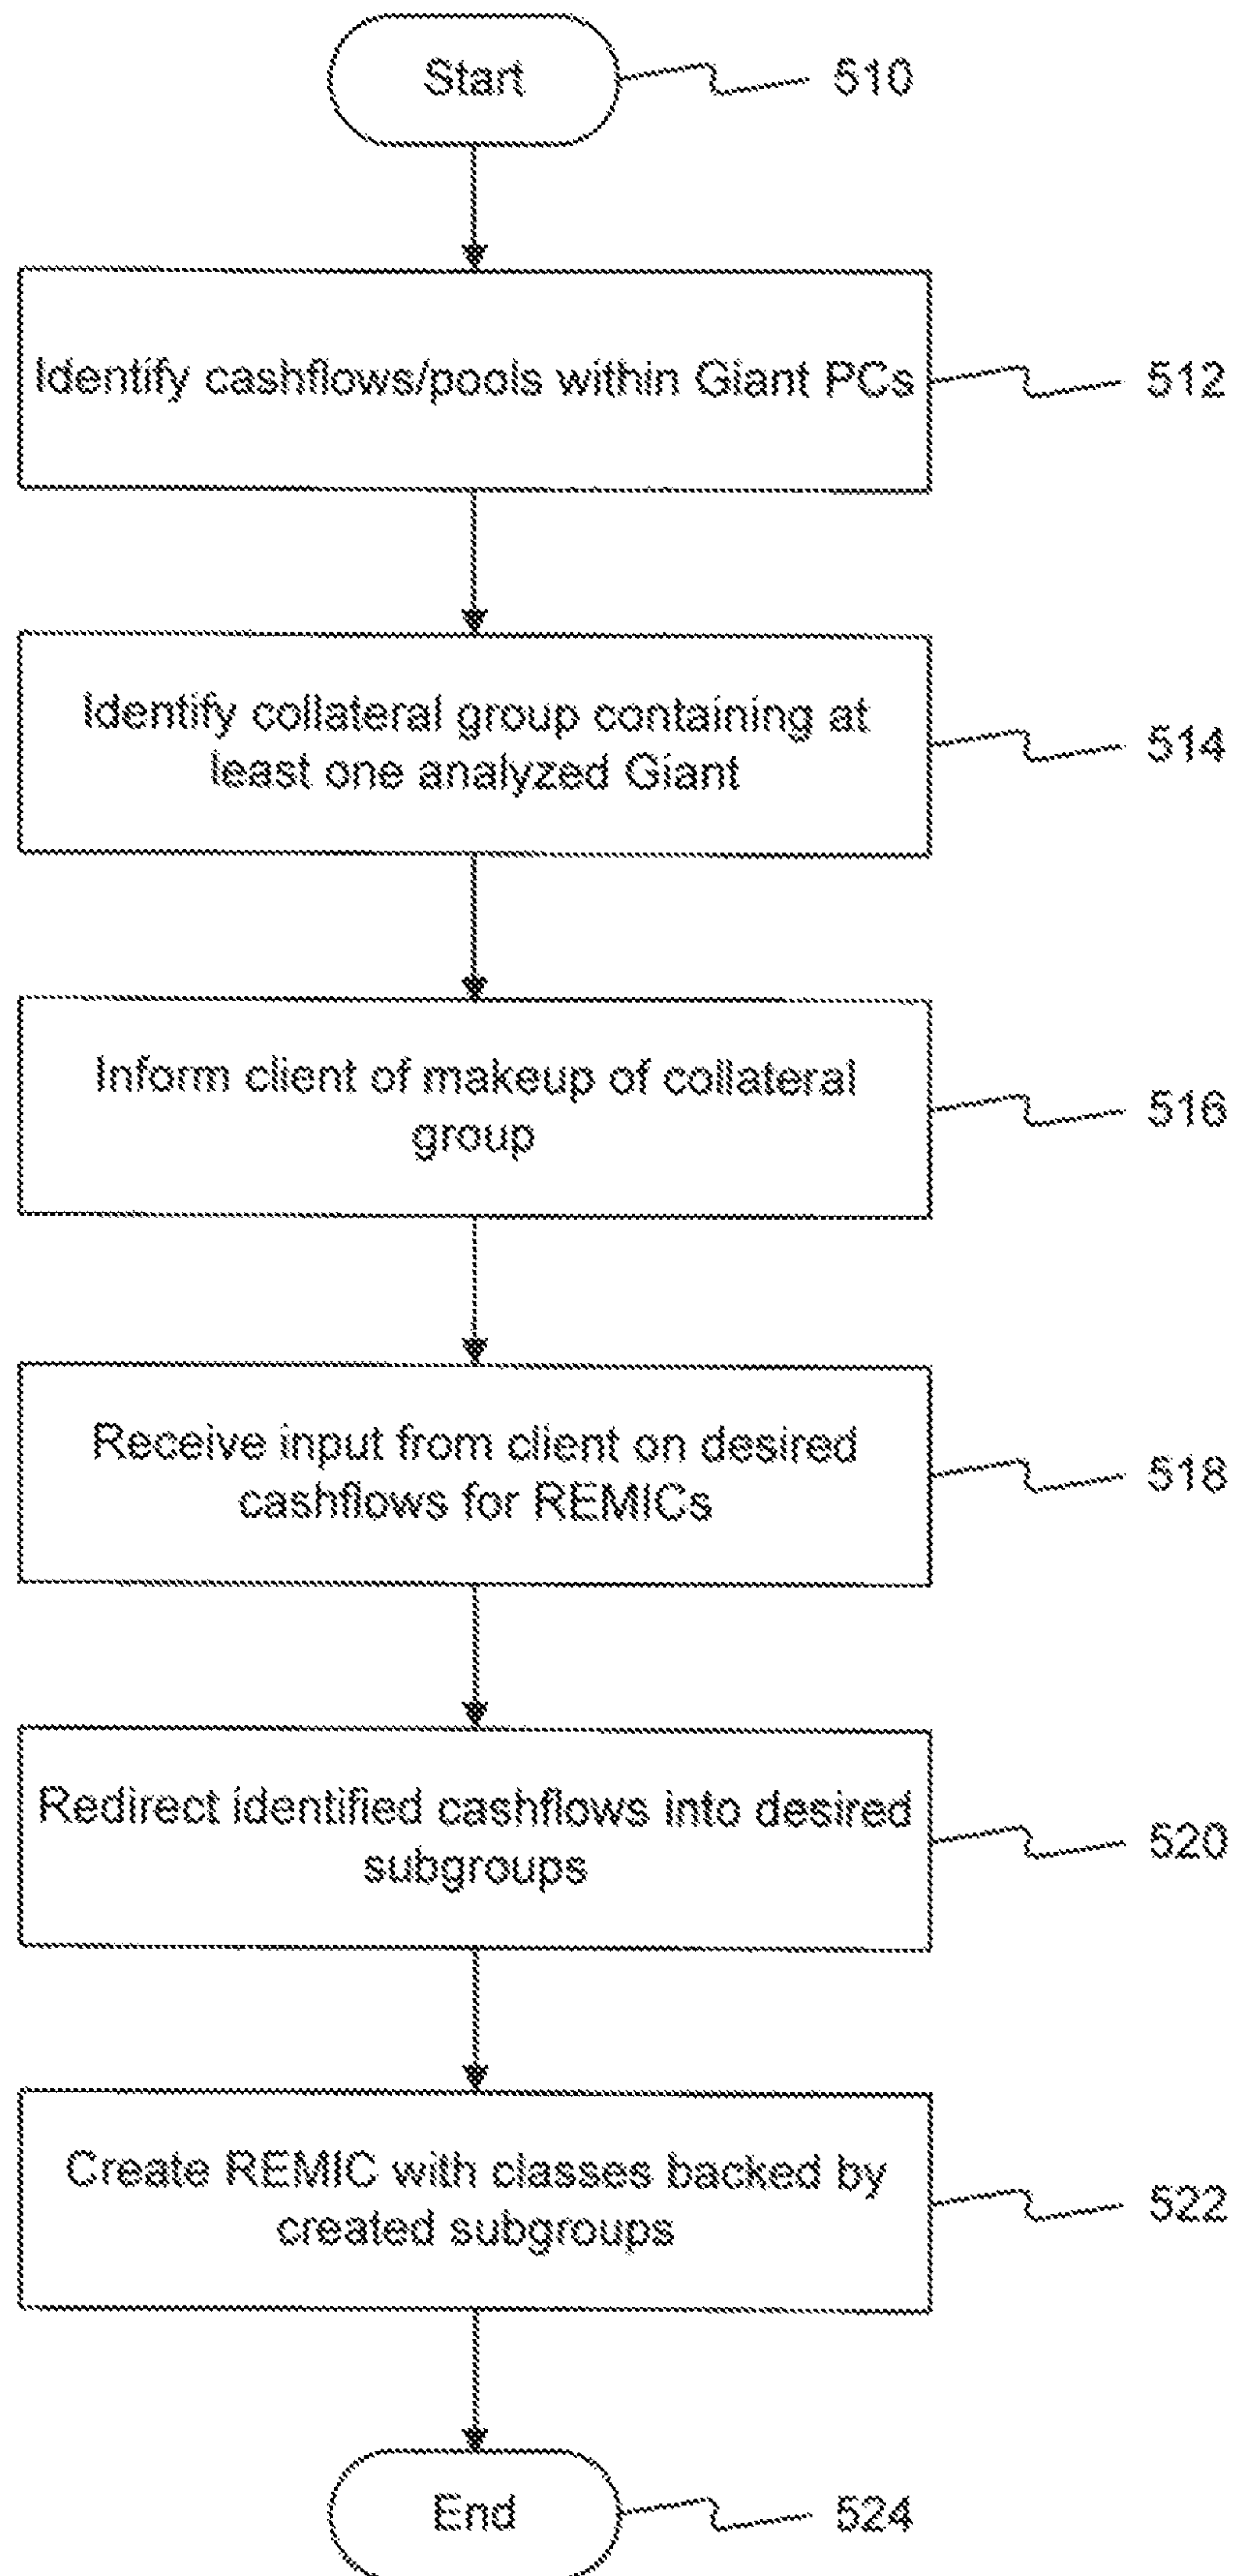 Start
510
Identify cashflows/pools within Giant PCs
512
Identify collateral group containing at
least one analyzed Giant
514
Inform client of makeup of collateral
group
516
Receive input from client on desired
cashflows for REMICs
518
Redirect identified cashflows into desired
subgroups
520
Create REMIC with classes backed by
created subgroups
522
End
524